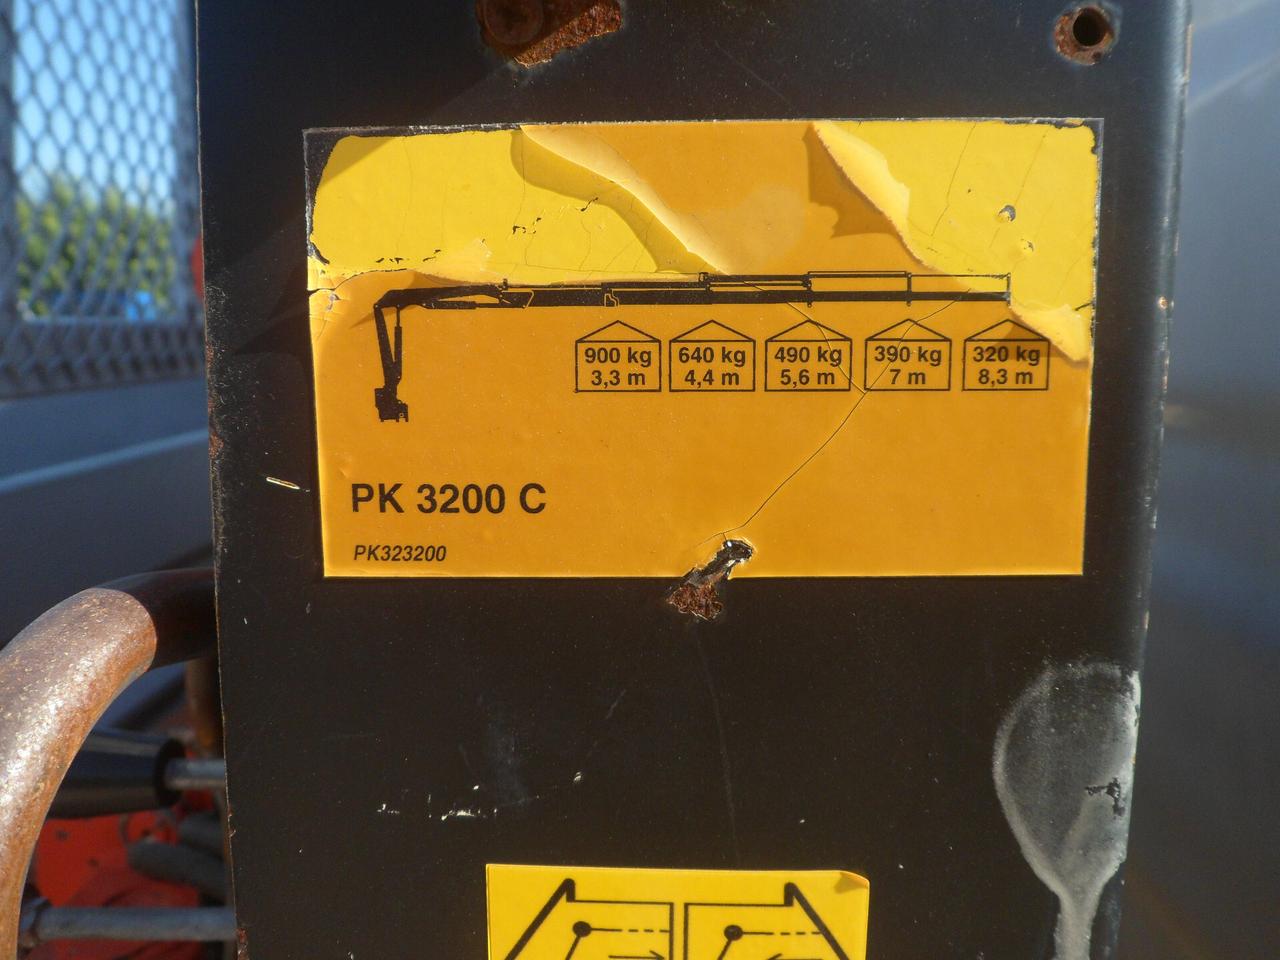 900 kg 640 kg 490 kg 390 kg 320 kg
3,3 m 4,4 m 5,6 m 7 m 8,3 m
PK 3200 C
PK323200